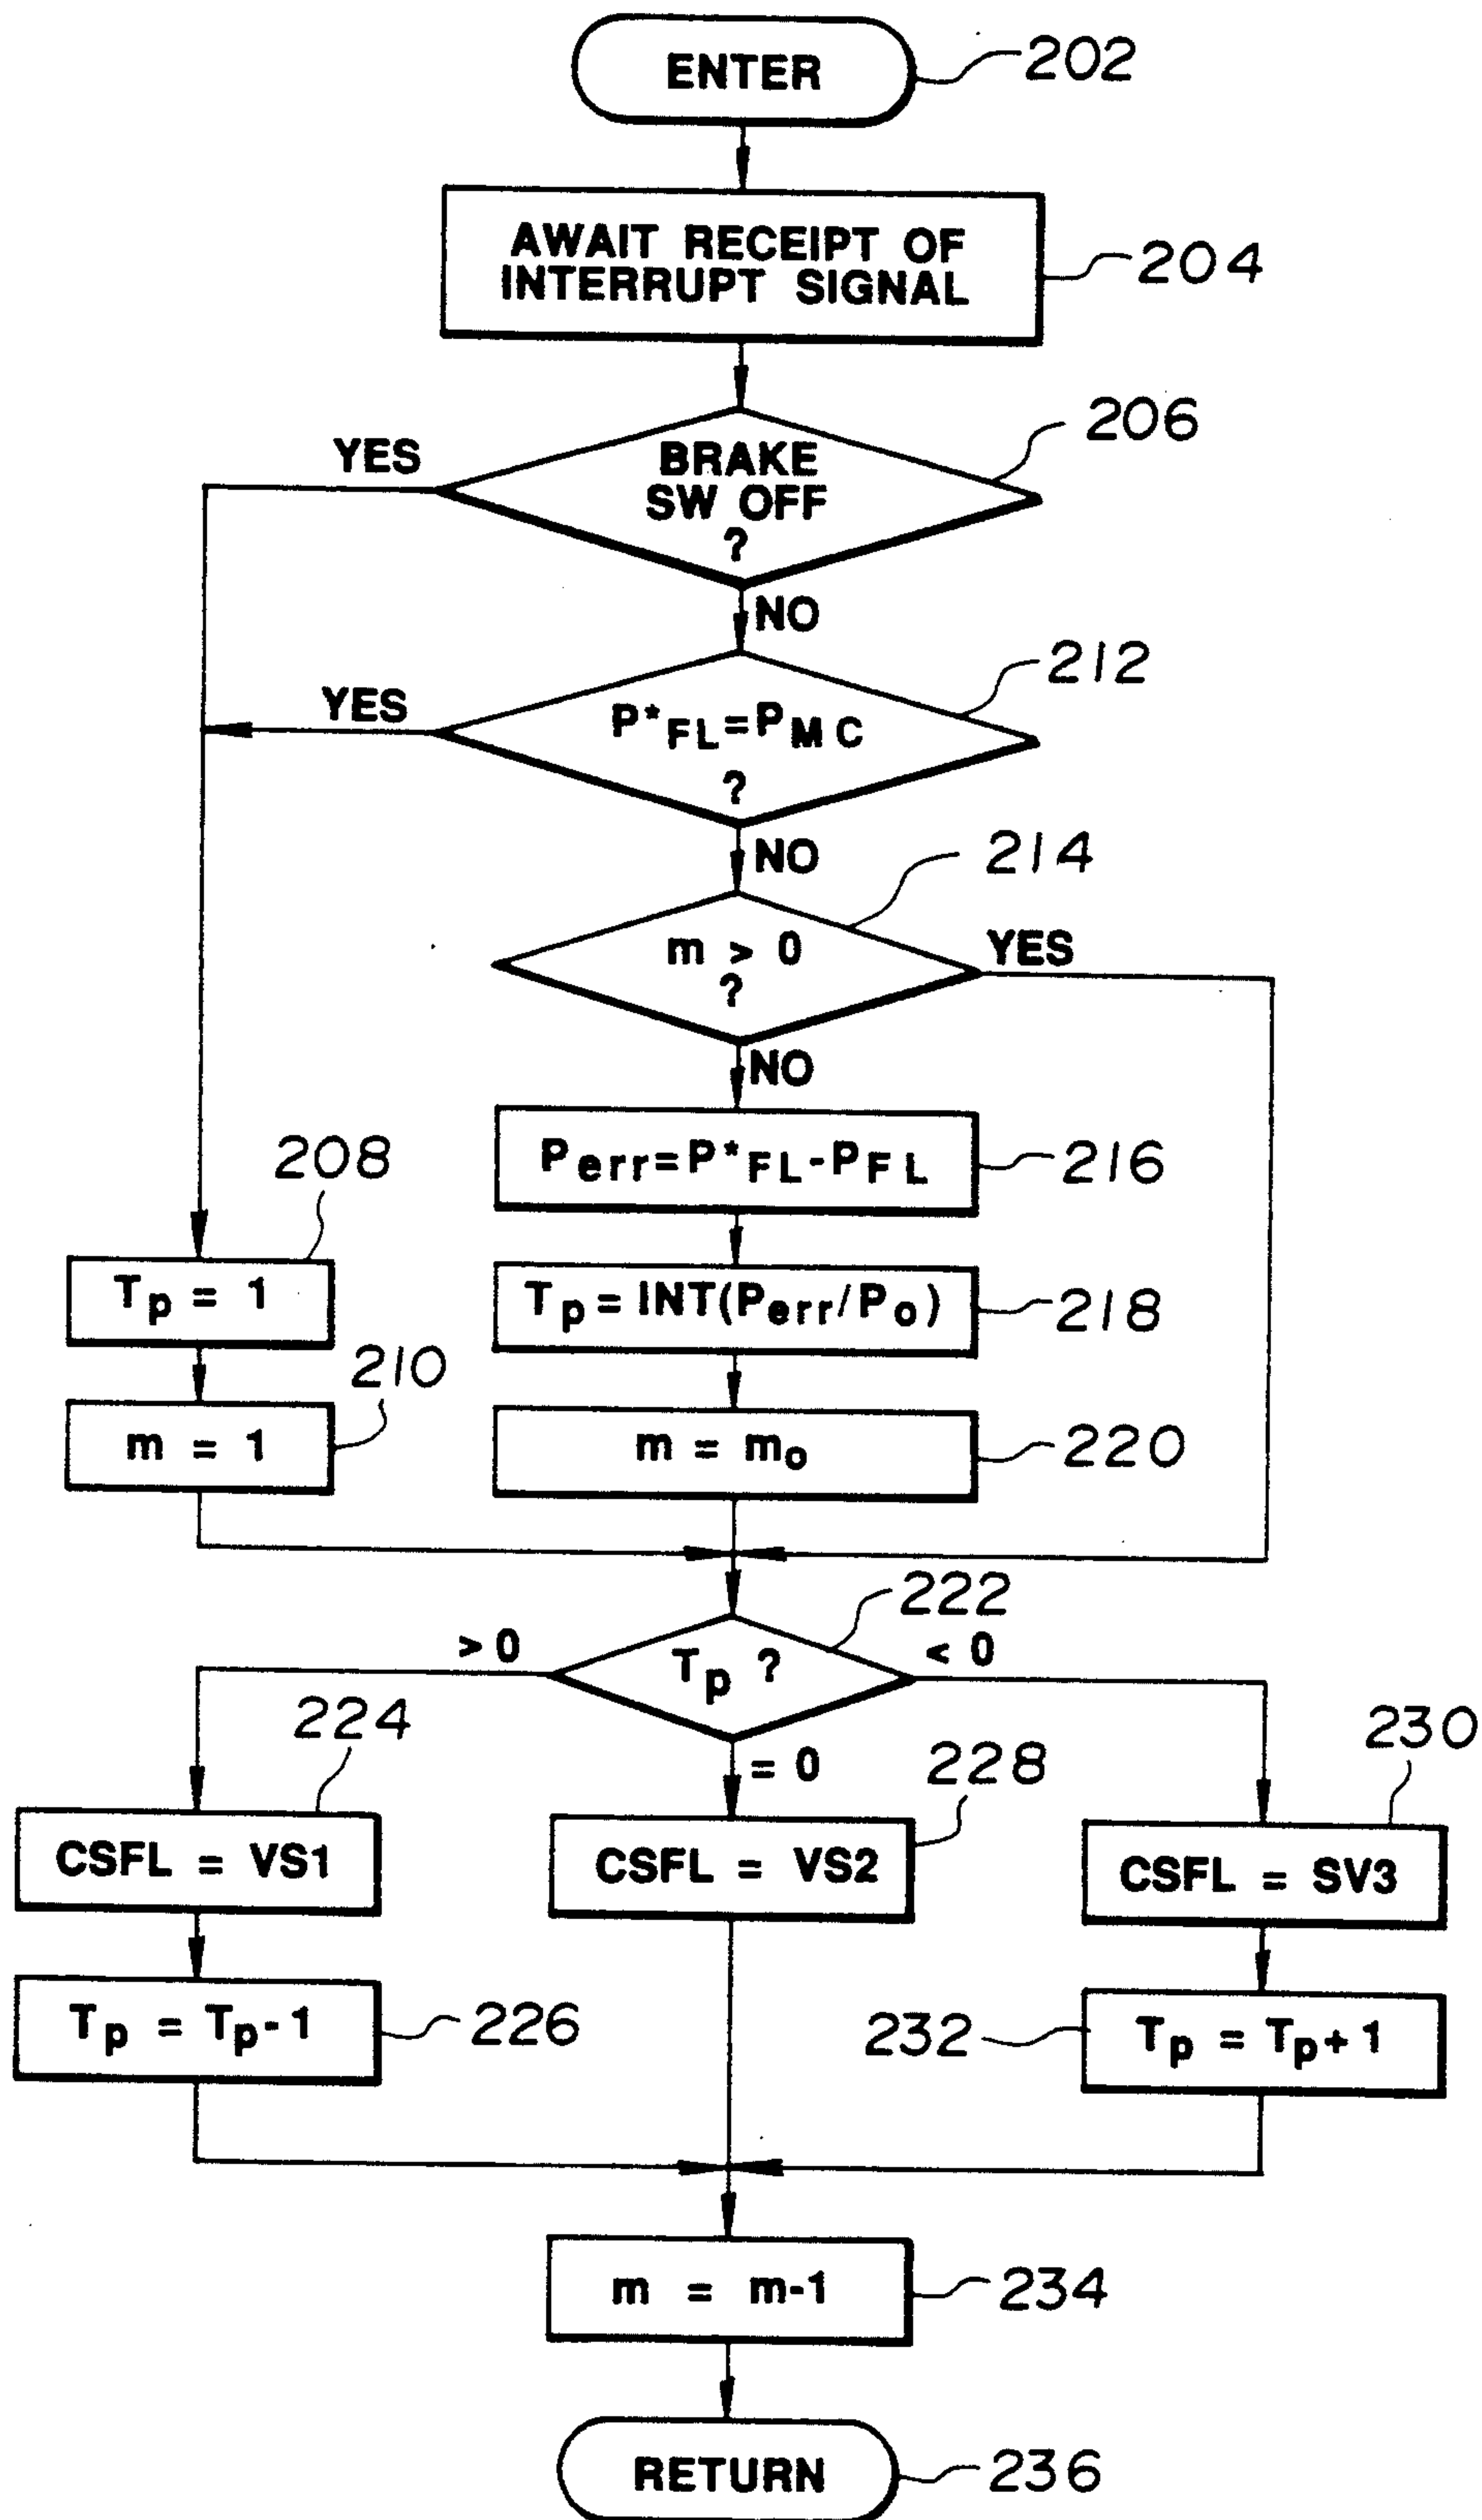 ENTER
202
AWAIT RECEIPT OF
INTERRUPT SIGNAL
204
206
YES
BRAKE
SW OFF
?
NO
212
YES
P*FL=PMC
?
NO
214
m > 0
?
YES
NO
208
Perr=P*FL-PFL
216
Tp = 1
Tp = INT(Perr/Po)
218
210
m = 1
m = mo
220
222
> 0
Tp ?
< 0
224
= 0
228
230
CSFL = VS1
CSFL = VS2
CSFL = SV3
Tp = Tp-1
226
232
Tp = Tp+1
m = m-1
234
RETURN
236